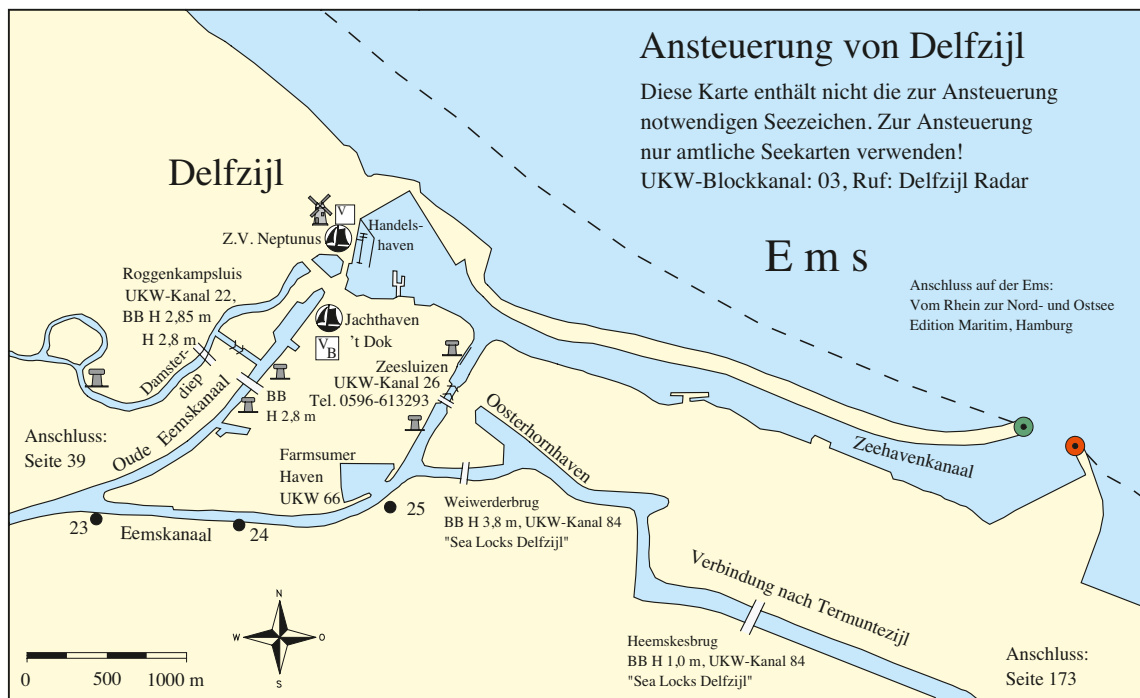 Ansteuerung von Delfzijl
Diese Karte enthält nicht die zur Ansteuerung
notwendigen Seezeichen. Zur Ansteuerung
nur amtliche Seekarten verwenden!
UKW-Blockkanal: 03, Ruf: Delfzijl Radar
Delfzijl
V
Z.V. Neptunus
Handels-
haven
E m s
Anschluss auf der Ems:
Vom Rhein zur Nord- und Ostsee
Edition Maritim, Hamburg
Roggenkampsluis
UKW-Kanal 22,
BB H 2,85 m
H 2,8 m
Jachthaven
't Dok
V
B
Damster-
diep
Zeesluizen
UKW-Kanal 26
Tel. 0596-613293
BB
H 2,8 m
Oude Eemskanaal
Oosterhornhaven
Zeehavenkanaal
Anschluss:
Seite 39
Farmsumer
Haven
UKW 66
23
Eemskanaal
24
25
Weiwerderbrug
BB H 3,8 m, UKW-Kanal 84
"Sea Locks Delfzijl"
Verbindung nach Termuntezijl
N
W
O
S
Heemskesbrug
BB H 1,0 m, UKW-Kanal 84
"Sea Locks Delfzijl"
Anschluss:
Seite 173
0 500 1000 m